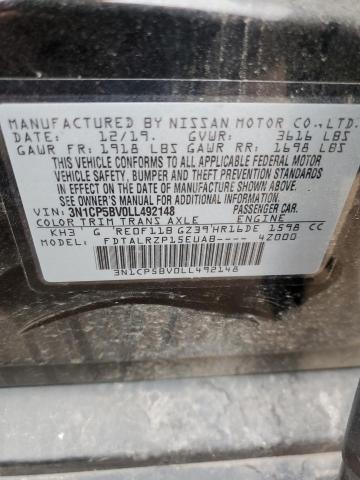 MANUFACTURED BY NISSAN MOTOR CO.,LTD.
DATE: 12/19. GVWR: 3616 LBS
GAWR FR: 1918 LBS GAWR RR: 1698 LBS
THIS VEHICLE CONFORMS TO ALL APPLICABLE FEDERAL MOTOR
VEHICLE SAFETY, BUMPER AND THEFT PREVENTION STANDARDS
IN EFFECT ON THE DATE OF MANUFACTURE SHOWN ABOVE.
SEE OWNER'S MANUAL FOR ADDITIONAL INFORMATION.
VIN: 3N1CP5BV0LL492148 PASSENGER CAR
COLOR TRIM TRANS AXLE ENGINE
KH3 G RE0F11B GZ39 HR16DE 1598 CC
MODEL: FDTALRZP15EUAB---- 4Z000
3N1CP5BV0LL492148